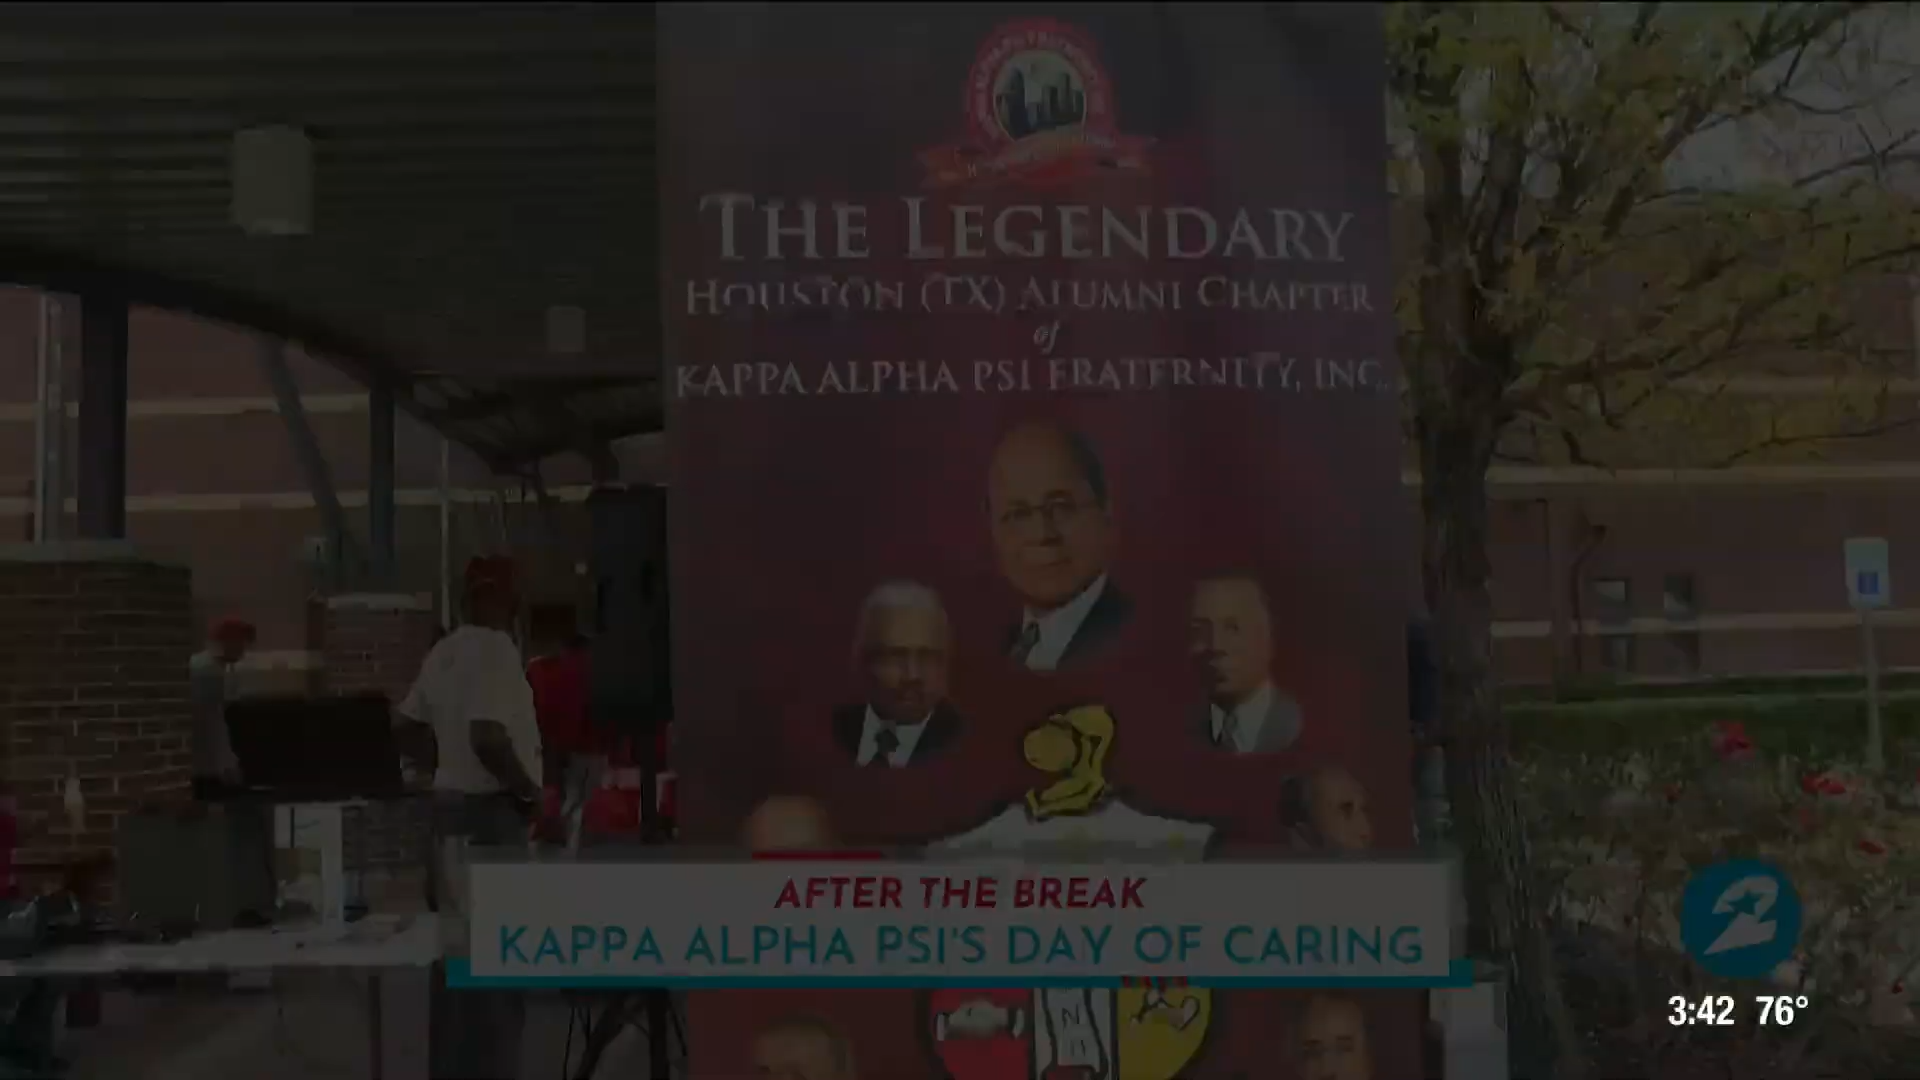 THE LEGENDARY
HOUSTON (TX) ALUMNI CHAPTER
of
KAPPA ALPHA PSI FRATERNITY, INC.
AFTER THE BREAK
KAPPA ALPHA PSI'S DAY OF CARING
2
3:42 76°